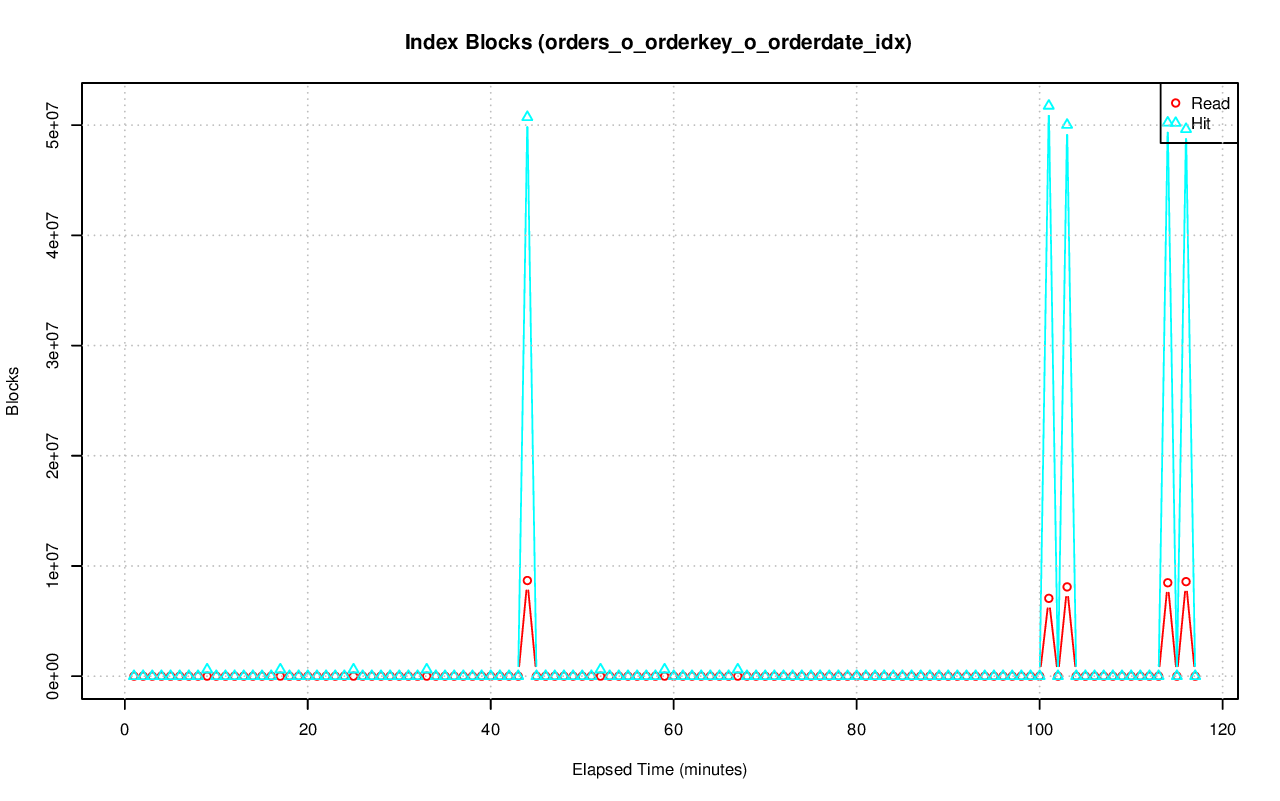 Index Blocks (orders_o_orderkey_o_orderdate_idx)
Read
Hit
5e+07
4e+07
3e+07
2e+07
1e+07
0e+00
Blocks
0 20 40 60 80 100 120
Elapsed Time (minutes)